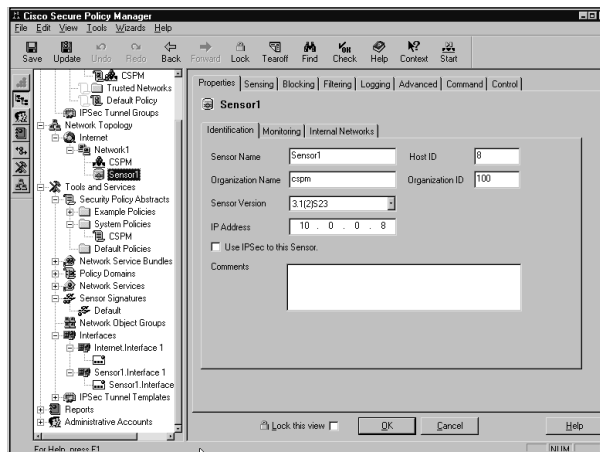 Cisco Secure Policy Manager
File Edit View Tools Wizards Help
Save Update Undo Redo Back Forward Lock Tearoff Find Check Help Context Start
CSPM
Trusted Networks
Default Policy
IPSec Tunnel Groups
Network Topology
Internet
Network1
CSPM
Sensor1
Tools and Services
Security Policy Abstracts
Example Policies
System Policies
CSPM
Default Policies
Network Service Bundles
Policy Domains
Network Services
Sensor Signatures
Default
Network Object Groups
Interfaces
Internet.Interface 1
Sensor1.Interface 1
Sensor1.Interface
IPSec Tunnel Templates
Reports
Administrative Accounts
Properties Sensing Blocking Filtering Logging Advanced Command Control
Sensor1
Identification Monitoring Internal Networks
Sensor Name Sensor1 Host ID 8
Organization Name cspm Organization ID 100
Sensor Version 3.1(2)S23
IP Address 10 . 0 . 0 . 8
Use IPSec to this Sensor.
Comments
Lock this view OK Cancel Help
For Help, press F1 NUM